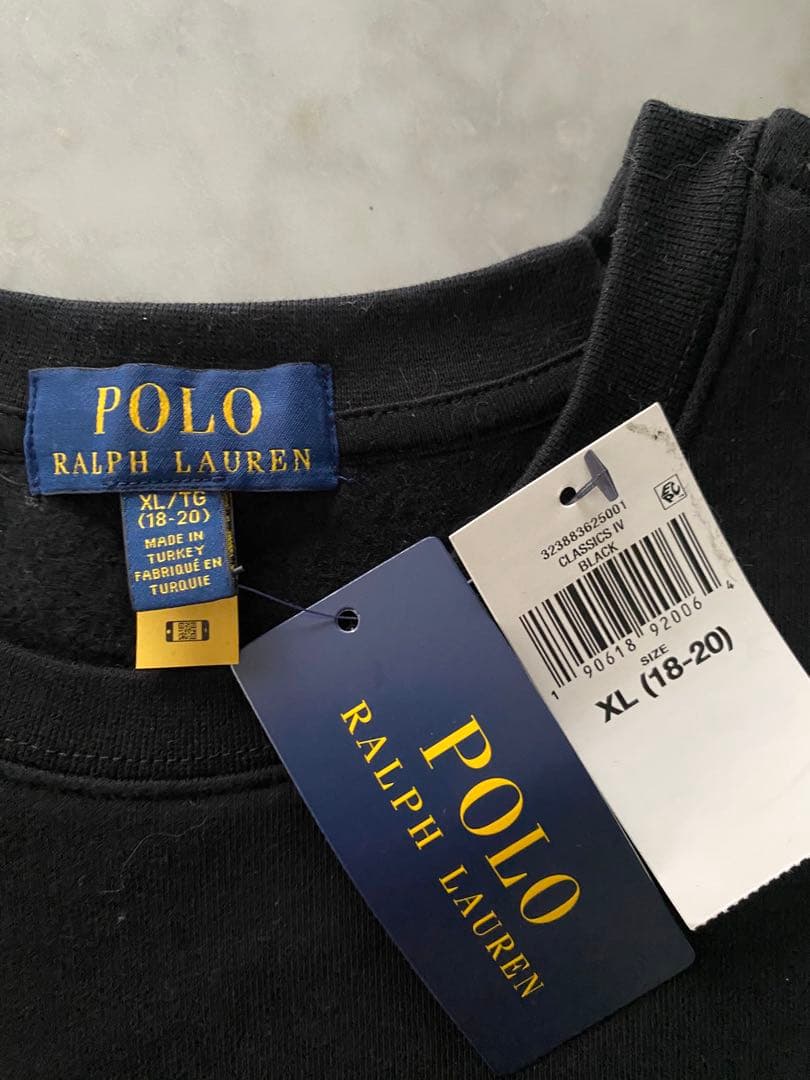 POLO
RALPH LAUREN
XL/TG
(18-20)
MADE IN
TURKEY
FABRIQUÉ EN
TURQUIE
323883625001
CLASSICS IV
BLACK
1 90618 92006 4
SIZE
XL (18-20)
POLO
RALPH LAUREN